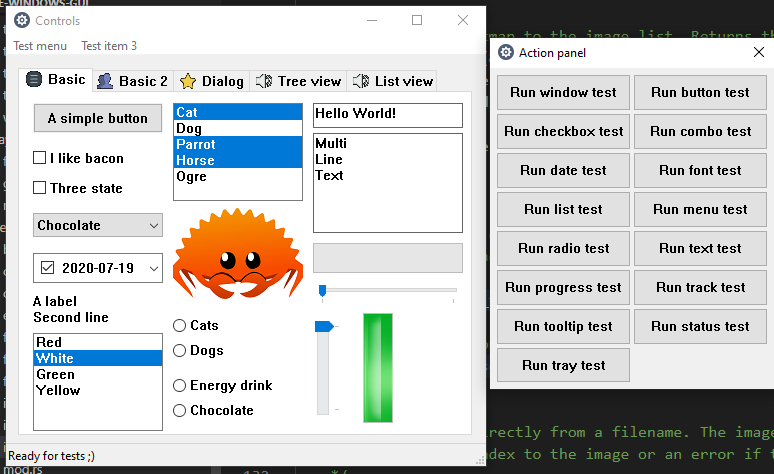 E-WINDOWS-GUI
Controls
Test menu Test item 3
Basic Basic 2 Dialog Tree view List view
A simple button
I like bacon
Three state
Chocolate
2020-07-19
A label
Second line
Red
White
Green
Yellow
Cat
Dog
Parrot
Horse
Ogre
Cats
Dogs
Energy drink
Chocolate
Hello World!
Multi
Line
Text
Ready for tests ;)
map to the image list. Returns th
Action panel
Run window test Run button test
Run checkbox test Run combo test
Run date test Run font test
Run list test Run menu test
Run radio test Run text test
Run progress test Run track test
Run tooltip test Run status test
Run tray test
rectly from a filename. The image
ndex to the image or an error if t
mod.rs
132 */